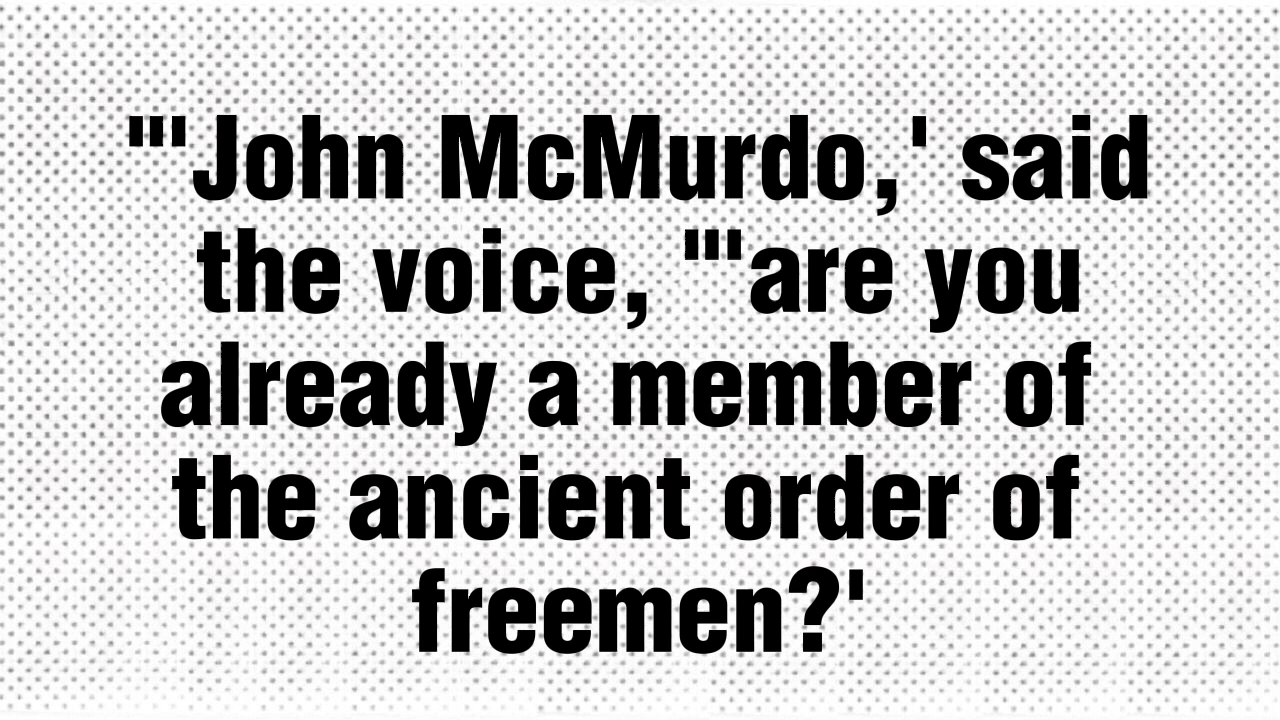 "'John McMurdo,' said
the voice, "'are you
already a member of
the ancient order of
freemen?'